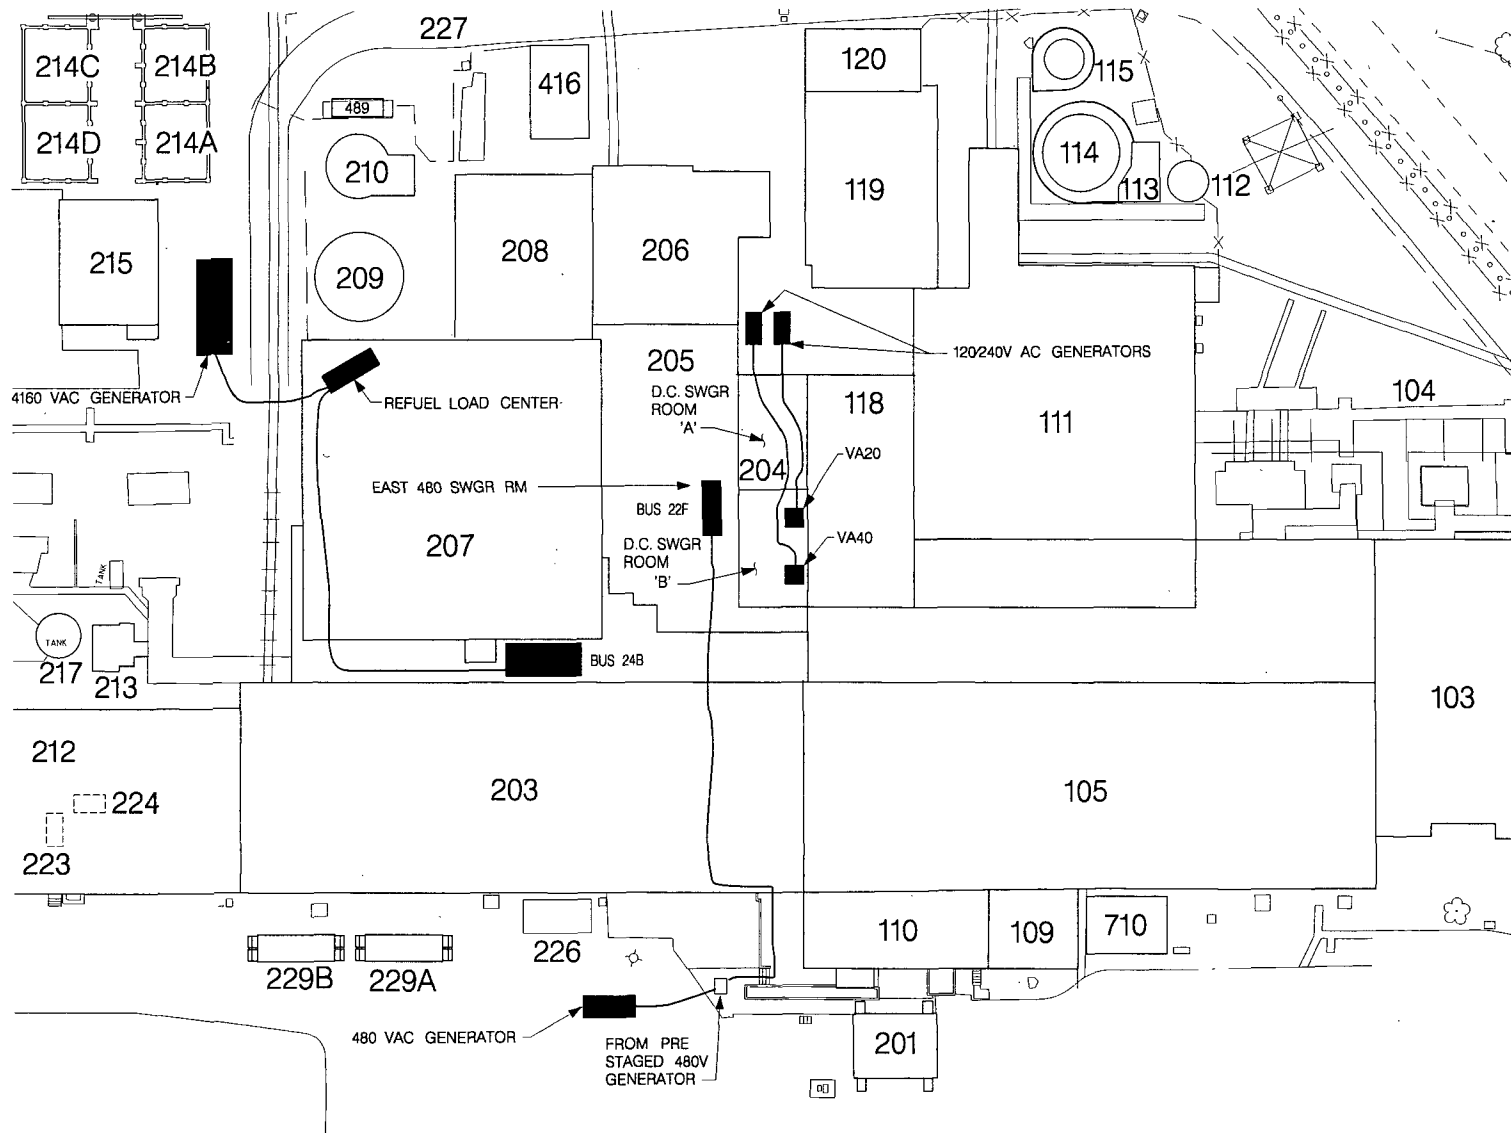 227
214C
214B
416
120
115
489
214D
214A
210
114
119
113
112
215
208
206
209
205
120/240V AC GENERATORS
4160 VAC GENERATOR
REFUEL LOAD CENTER
D.C. SWGR
ROOM
'A'
118
104
111
204
VA20
EAST 480 SWGR RM
BUS 22F
207
D.C. SWGR
ROOM
'B'
VA40
TANK
TANK
217
213
BUS 24B
103
212
203
105
224
223
226
110
109
710
229B
229A
480 VAC GENERATOR
FROM PRE
STAGED 480V
GENERATOR
201